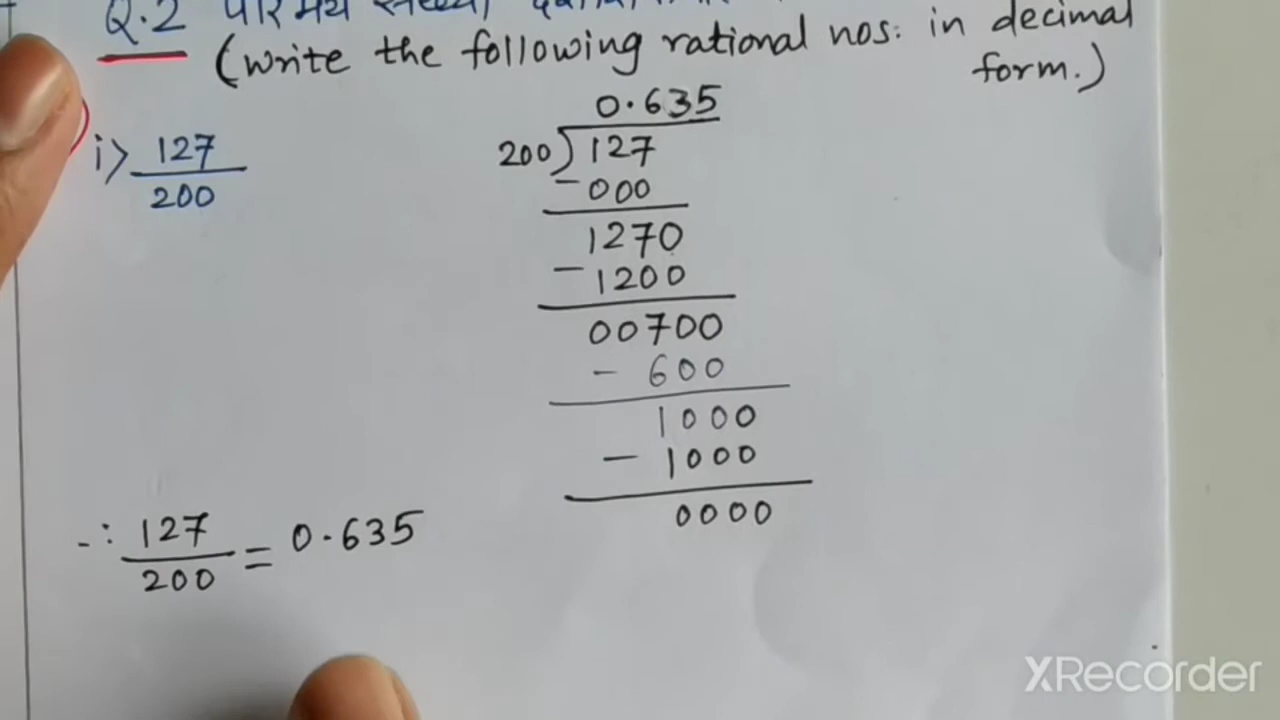 Q.2
(Write the following rational nos: in decimal
form.)
i> 127
200
0.635
200) 127
- 000
1270
- 1200
00700
- 600
1000
- 1000
0000
∴ 127
200
= 0.635
XRecorder